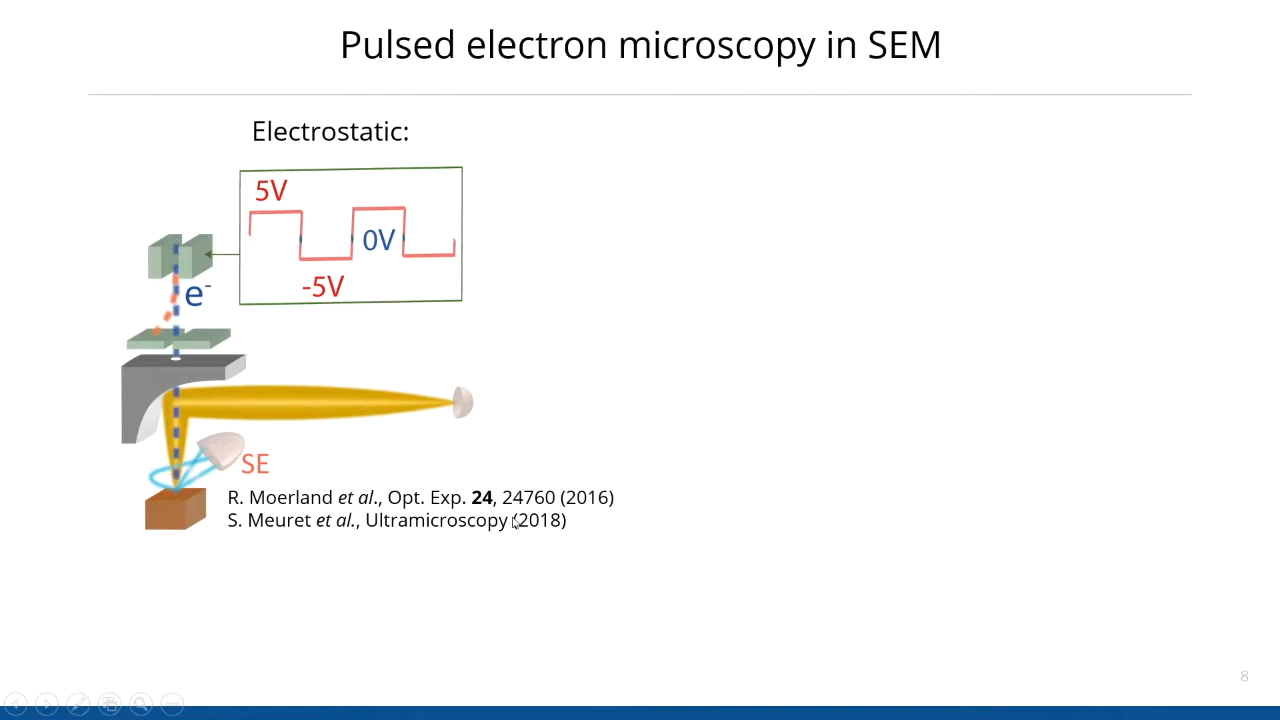 Pulsed electron microscopy in SEM
Electrostatic:
5V
0V
-5V
e-
SE
R. Moerland et al., Opt. Exp. 24, 24760 (2016)
S. Meuret et al., Ultramicroscopy (2018)
8